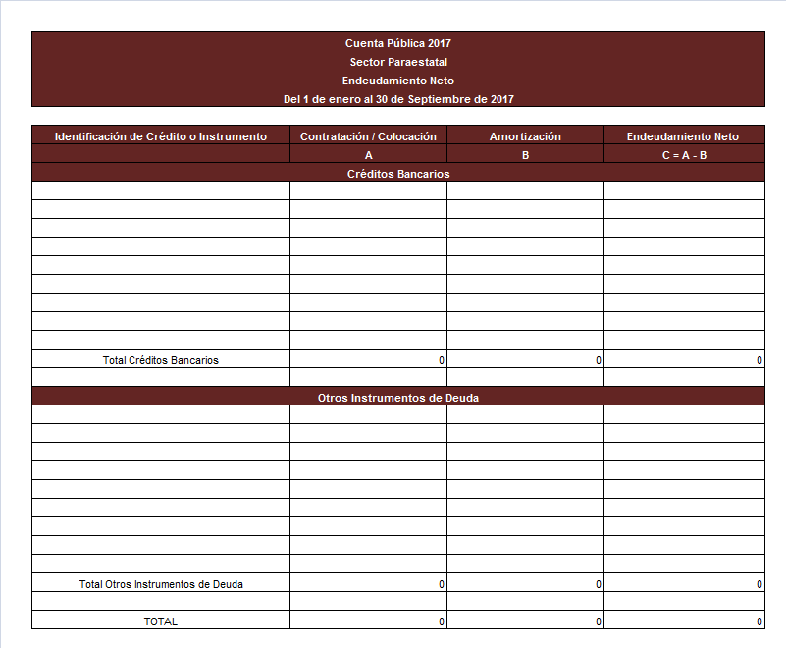 Cuenta Pública 2017
Sector Paraestatal
Endeudamiento Neto
Del 1 de enero al 30 de Septiembre de 2017
Identificación de Crédito o Instrumento Contratación / Colocación Amortización Endeudamiento Neto
A B C = A - B
Créditos Bancarios
Total Créditos Bancarios 0 0 0
Otros Instrumentos de Deuda
Total Otros Instrumentos de Deuda 0 0 0
TOTAL 0 0 0